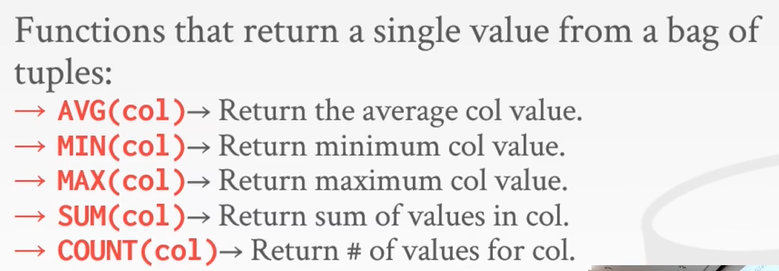 Functions that return a single value from a bag of
tuples:
→ AVG(col)→ Return the average col value.
→ MIN(col)→ Return minimum col value.
→ MAX(col)→ Return maximum col value.
→ SUM(col)→ Return sum of values in col.
→ COUNT(col)→ Return # of values for col.